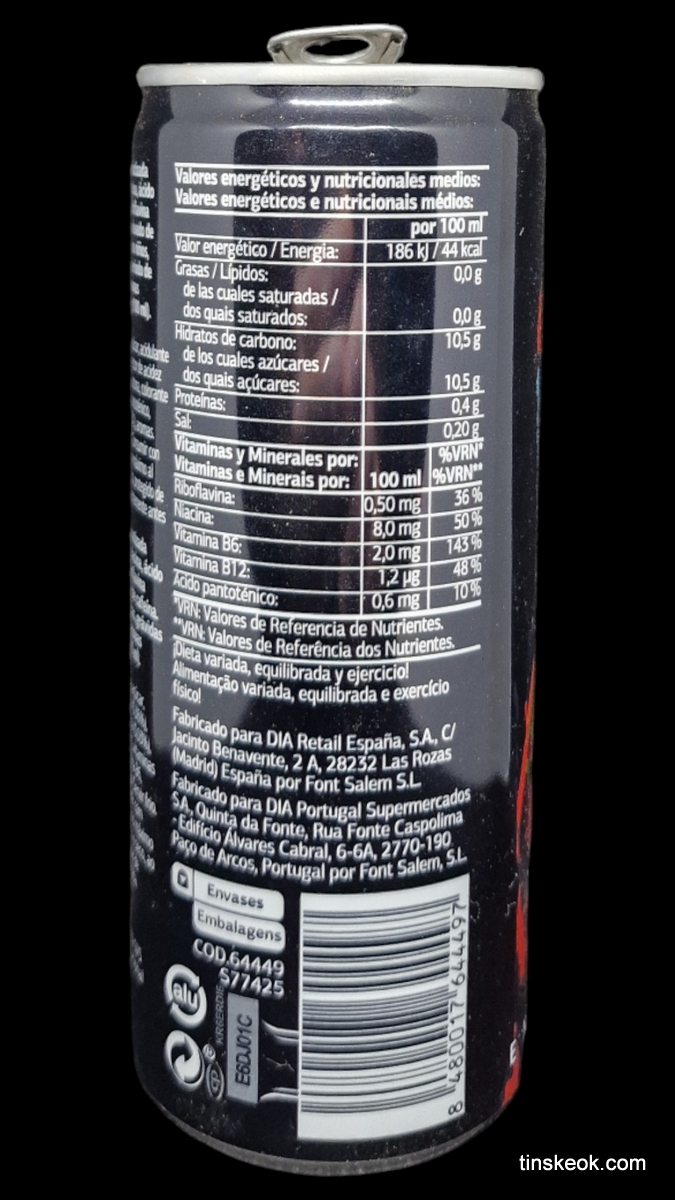 Valores energéticos y nutricionales medios:
Valores energéticos e nutricionais médios:
por 100 ml
Valor energético / Energia: 186 kJ / 44 kcal
Grasas / Lípidos: 0,0 g
de las cuales saturadas /
dos quais saturados: 0,0 g
Hidratos de carbono: 10,5 g
de los cuales azúcares /
dos quais açúcares: 10,5 g
Proteínas: 0,4 g
Sal: 0,20 g
Vitaminas y Minerales por: %VRN*
Vitaminas e Minerais por: 100 ml %VRN**
Riboflavina: 0,50 mg 36 %
Niacina: 8,0 mg 50 %
Vitamina B6: 2,0 mg 143 %
Vitamina B12: 1,2 µg 48 %
Ácido pantoténico: 0,6 mg 10 %
*VRN: Valores de Referencia de Nutrientes.
**VRN: Valores de Referência dos Nutrientes.
¡Dieta variada, equilibrada y ejercicio!
Alimentação variada, equilibrada e exercício
físico!
Fabricado para DIA Retail España, S.A., C/
Jacinto Benavente, 2 A, 28232 Las Rozas
(Madrid) España por Font Salem S.L.
Fabricado para DIA Portugal Supermercados
S.A, Quinta da Fonte, Rua Fonte Caspolima
- Edifício Álvares Cabral, 6-6A, 2770-190
Paço de Arcos, Portugal por Font Salem, S.L.
Envases
Embalagens
COD.64449
S77425
alu
KR6ERDIE
E6DJ01C
8 480017 644497
tinskeok.com